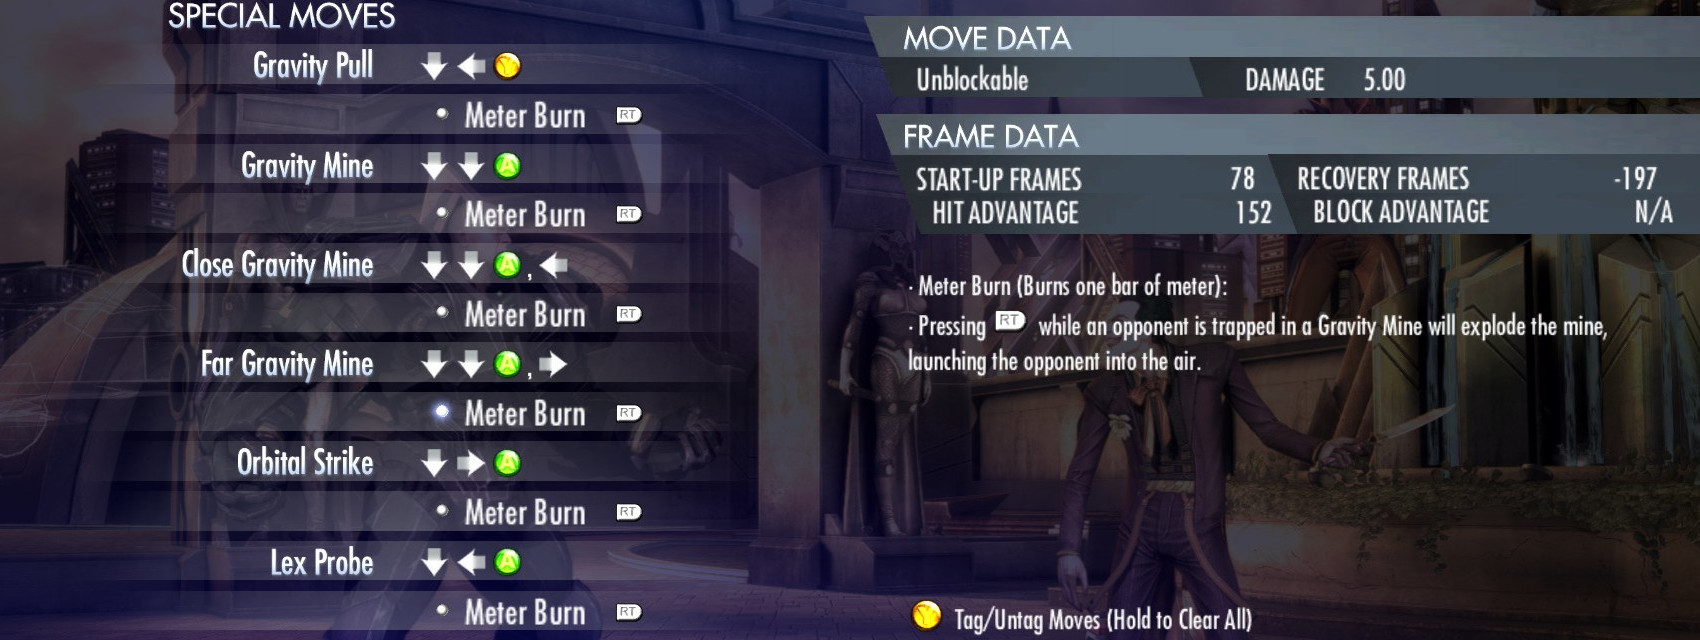 SPECIAL MOVES
Gravity Pull Y
Meter Burn RT
Gravity Mine A
Meter Burn RT
Close Gravity Mine A ,
Meter Burn RT
Far Gravity Mine A ,
Meter Burn RT
Orbital Strike A
Meter Burn RT
Lex Probe A
Meter Burn RT
MOVE DATA
Unblockable DAMAGE 5.00
FRAME DATA
START-UP FRAMES 78 RECOVERY FRAMES -197
HIT ADVANTAGE 152 BLOCK ADVANTAGE N/A
· Meter Burn (Burns one bar of meter):
· Pressing RT while an opponent is trapped in a Gravity Mine will explode the mine,
launching the opponent into the air.
Y Tag/Untag Moves (Hold to Clear All)